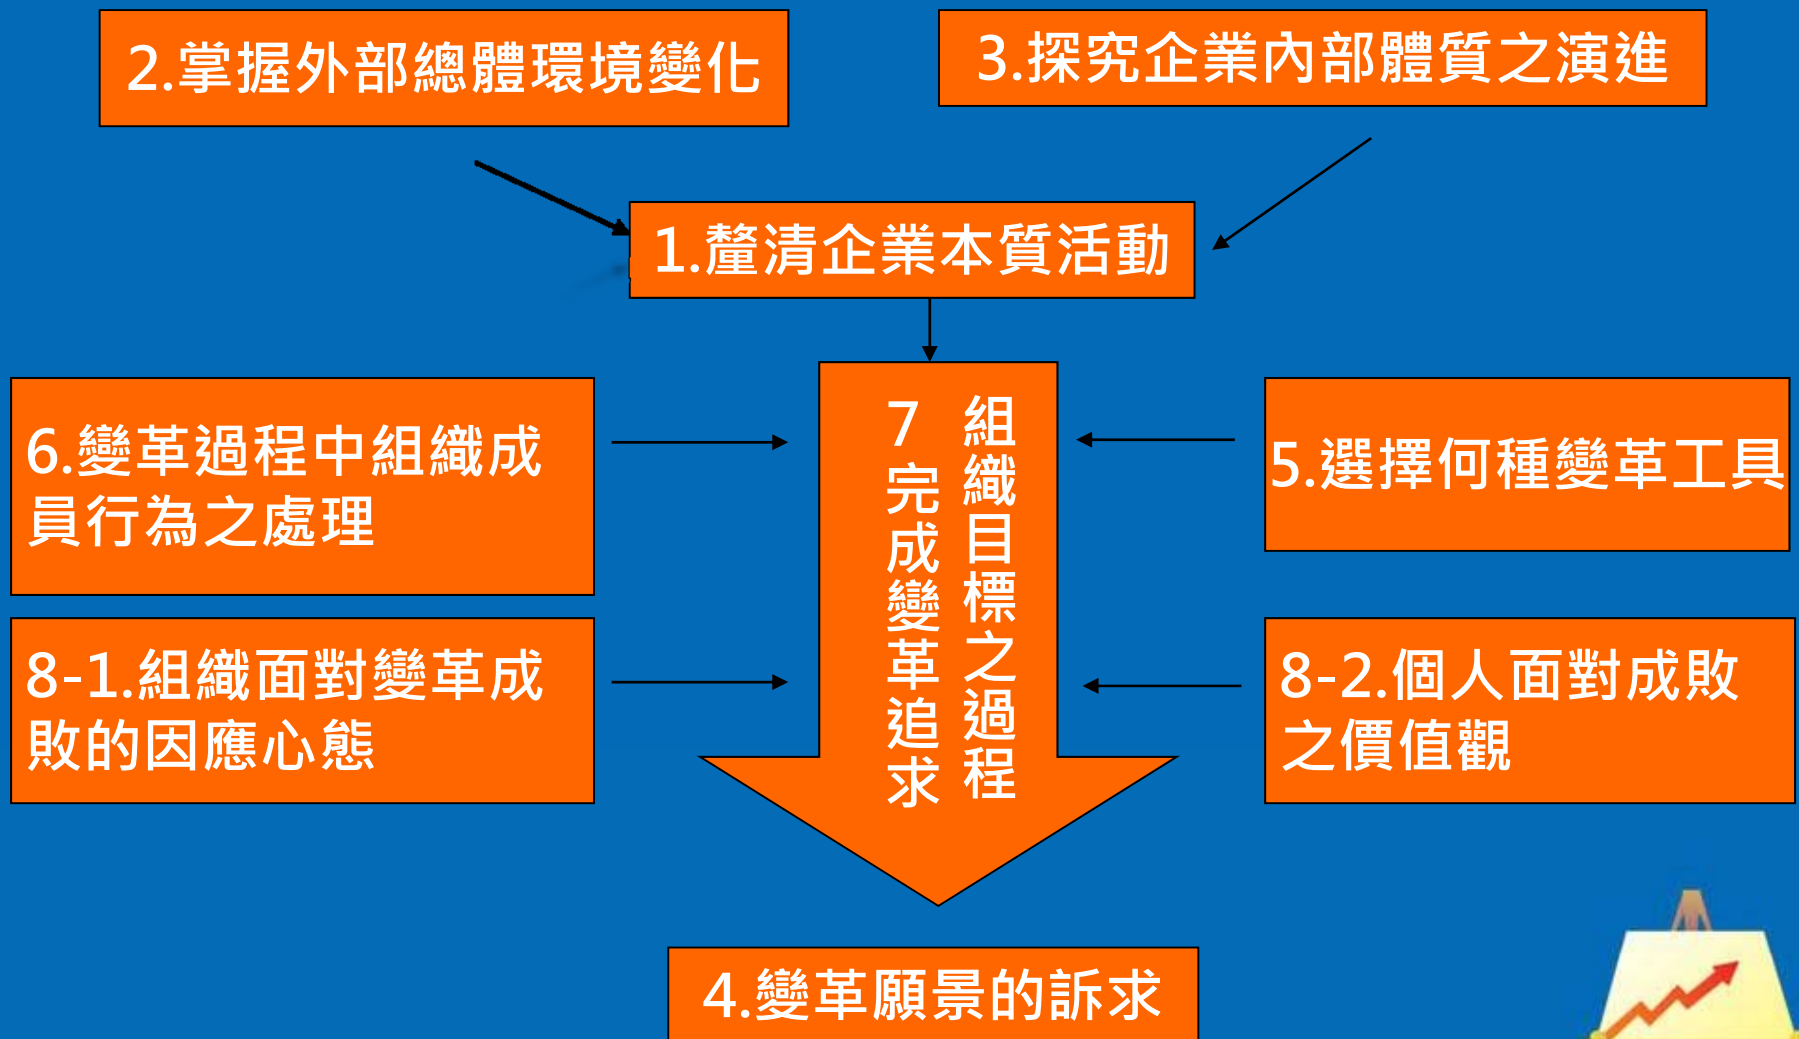 2.掌握外部總體環境變化
3.探究企業內部體質之演進
1.釐清企業本質活動
6.變革過程中組織成
員行為之處理
7完成變革追求
組織目標之過程
5.選擇何種變革工具
8-1.組織面對變革成
敗的因應心態
8-2.個人面對成敗
之價值觀
4.變革願景的訴求